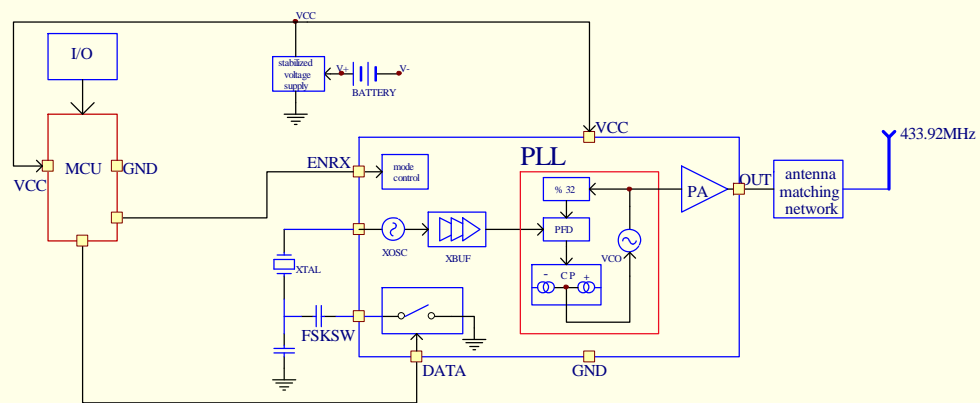 VCC
I/O
stabilized
voltage
supply
V+
V-
BATTERY
MCU
GND
VCC
ENRX
VCC
PLL
mode
control
% 32
PFD
- CP +
VCO
PA
OUT
antenna
matching
network
433.92MHz
XOSC
XBUF
XTAL
FSKSW
DATA
GND